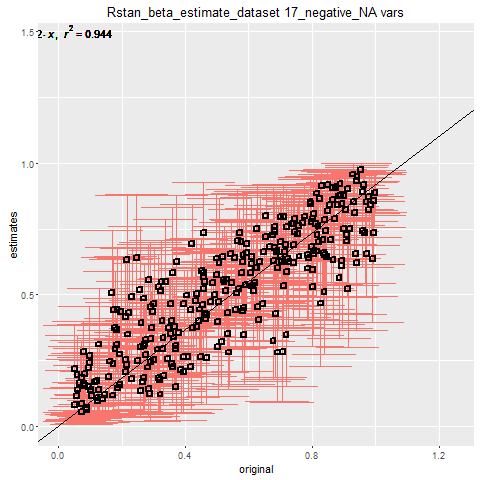 Rstan_beta_estimate_dataset 17_negative_NA vars
2· x, r² = 0.944
1.5
1.0
0.5
0.0
estimates
0.0 0.4 0.8 1.2
original